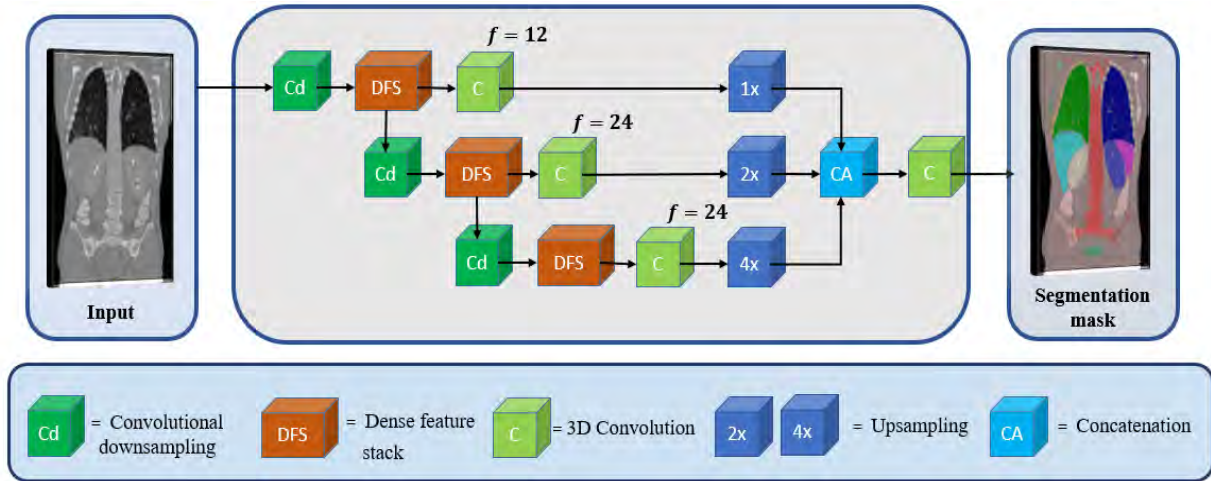 f = 12
Cd DFS C 1x
f = 24
Cd DFS C 2x CA C
f = 24
Cd DFS C 4x
Input
Segmentation
mask
Cd = Convolutional
downsampling
DFS = Dense feature
stack
C = 3D Convolution
2x 4x = Upsampling
CA = Concatenation